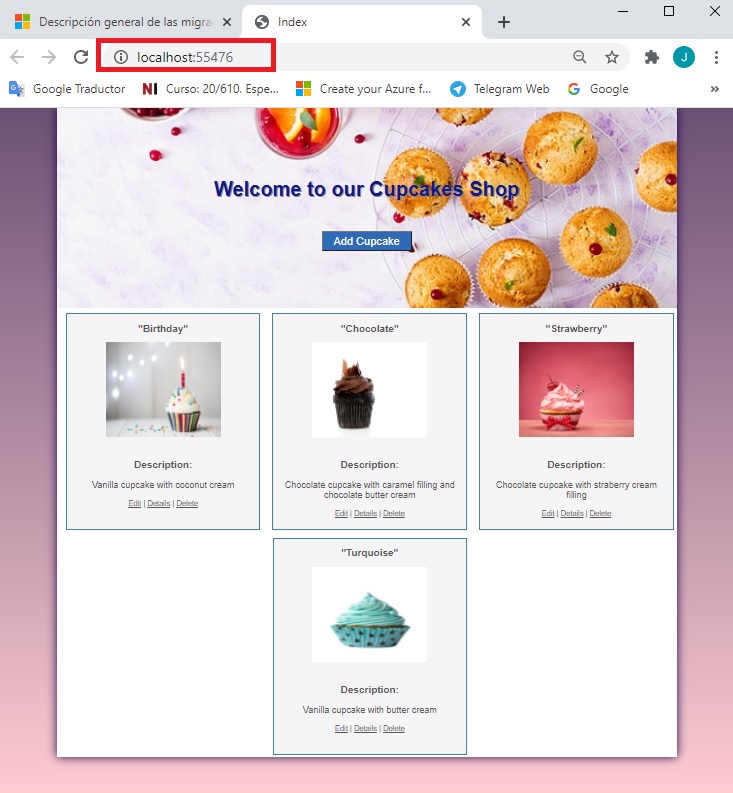 Descripción general de las migra
Index
localhost:55476
J
Google Traductor
NI Curso: 20/610. Espe...
Create your Azure f...
Telegram Web
G Google
Welcome to our Cupcakes Shop
Add Cupcake
"Birthday"
Description:
Vanilla cupcake with coconut cream
Edit | Details | Delete
"Chocolate"
Description:
Chocolate cupcake with caramel filling and
chocolate butter cream
Edit | Details | Delete
"Strawberry"
Description:
Chocolate cupcake with straberry cream
filling
Edit | Details | Delete
"Turquoise"
Description:
Vanilla cupcake with butter cream
Edit | Details | Delete